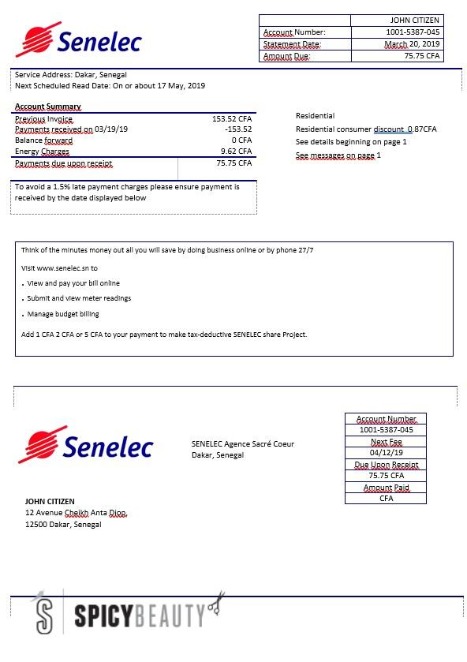 JOHN CITIZEN
Senelec
Account Number: 1001-5387-045
Statement Date: March 20, 2019
Amount Due: 75.75 CFA
Service Address: Dakar, Senegal
Next Scheduled Read Date: On or about 17 May, 2019
Account Summary
Previous Invoice 153.52 CFA
Payments received on 03/19/19 -153.52
Balance forward 0 CFA
Energy Charges 9.62 CFA
Payments due upon receipt 75.75 CFA
Residential
Residential consumer discount 0.87CFA
See details beginning on page 1
See messages on page 1
To avoid a 1.5% late payment charges please ensure payment is
received by the date displayed below
Think of the minutes money out all you will save by doing business online or by phone 27/7
Visit www.senelec.sn to
• View and pay your bill online
• Submit and view meter readings
• Manage budget billing
Add 1 CFA 2 CFA or 5 CFA to your payment to make tax-deductive SENELEC share Project.
Senelec
SENELEC Agence Sacré Coeur
Dakar, Senegal
Account Number
1001-5387-045
Next Fee
04/12/19
Due Upon Receipt
75.75 CFA
Amount Paid
CFA
JOHN CITIZEN
12 Avenue Cheikh Anta Diop,
12500 Dakar, Senegal
S SPICYBEAUTY